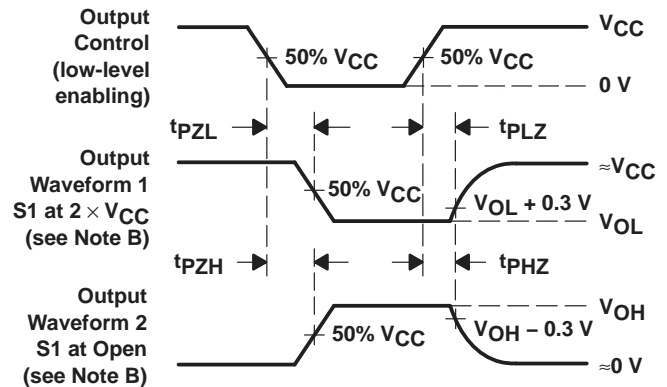 Output
Control
(low-level
enabling)
50% VCC
50% VCC
VCC
0 V
tPZL
tPLZ
Output
Waveform 1
S1 at 2 × VCC
(see Note B)
50% VCC
VOL + 0.3 V
≈VCC
VOL
tPZH
tPHZ
Output
Waveform 2
S1 at Open
(see Note B)
50% VCC
VOH − 0.3 V
VOH
≈0 V